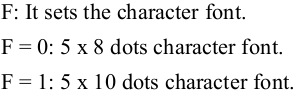 F: It sets the character font.
F = 0: 5 x 8 dots character font.
F = 1: 5 x 10 dots character font.